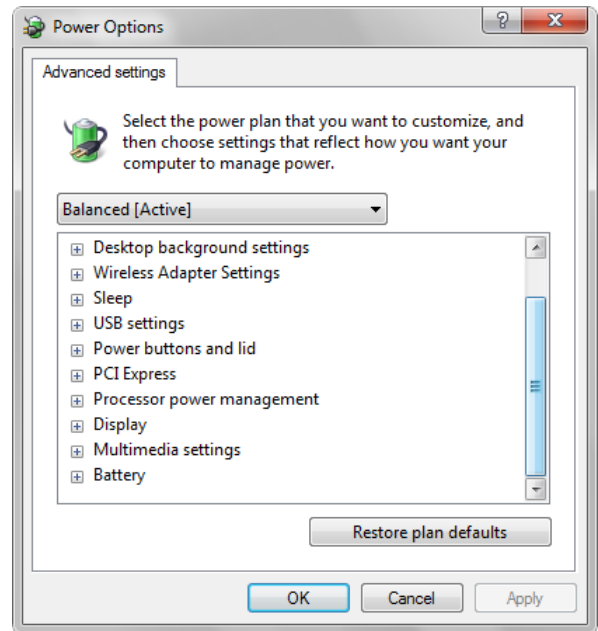 Power Options
Advanced settings
Select the power plan that you want to customize, and
then choose settings that reflect how you want your
computer to manage power.
Balanced [Active]
Desktop background settings
Wireless Adapter Settings
Sleep
USB settings
Power buttons and lid
PCI Express
Processor power management
Display
Multimedia settings
Battery
Restore plan defaults
OK Cancel Apply